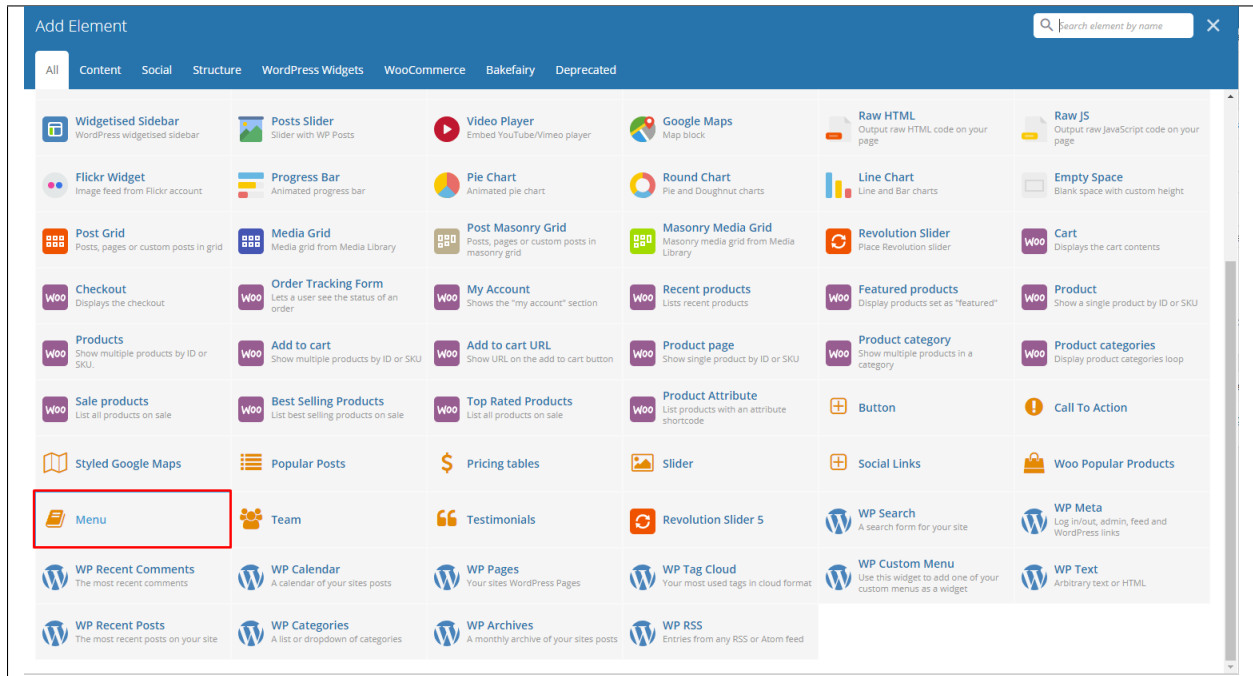 Add Element
Search element by name
All Content Social Structure WordPress Widgets WooCommerce Bakefairy Deprecated
Widgetised Sidebar
WordPress widgetised sidebar
Posts Slider
Slider with WP Posts
Video Player
Embed YouTube/Vimeo player
Google Maps
Map block
Raw HTML
Output raw HTML code on your
page
Raw JS
Output raw JavaScript code on your
page
Flickr Widget
Image feed from Flickr account
Progress Bar
Animated progress bar
Pie Chart
Animated pie chart
Round Chart
Pie and Doughnut charts
Line Chart
Line and Bar charts
Empty Space
Blank space with custom height
Post Grid
Posts, pages or custom posts in grid
Media Grid
Media grid from Media Library
Post Masonry Grid
Posts, pages or custom posts in
masonry grid
Masonry Media Grid
Masonry media grid from Media
Library
Revolution Slider
Place Revolution slider
Woo
Cart
Displays the cart contents
Woo
Checkout
Displays the checkout
Woo
Order Tracking Form
Lets a user see the status of an
order
Woo
My Account
Shows the "my account" section
Woo
Recent products
Lists recent products
Woo
Featured products
Display products set as "featured"
Woo
Product
Show a single product by ID or SKU
Woo
Products
Show multiple products by ID or
SKU.
Woo
Add to cart
Show multiple products by ID or SKU
Woo
Add to cart URL
Show URL on the add to cart button
Woo
Product page
Show single product by ID or SKU
Woo
Product category
Show multiple products in a
category
Woo
Product categories
Display product categories loop
Woo
Sale products
List all products on sale
Woo
Best Selling Products
List best selling products on sale
Woo
Top Rated Products
List all products on sale
Woo
Product Attribute
List products with an attribute
shortcode
Button
Call To Action
Styled Google Maps
Popular Posts
Pricing tables
Slider
Social Links
Woo Popular Products
Menu
Team
Testimonials
Revolution Slider 5
WP Search
A search form for your site
WP Meta
Log in/out, admin, feed and
WordPress links
WP Recent Comments
The most recent comments
WP Calendar
A calendar of your sites posts
WP Pages
Your sites WordPress Pages
WP Tag Cloud
Your most used tags in cloud format
WP Custom Menu
Use this widget to add one of your
custom menus as a widget
WP Text
Arbitrary text or HTML
WP Recent Posts
The most recent posts on your site
WP Categories
A list or dropdown of categories
WP Archives
A monthly archive of your sites posts
WP RSS
Entries from any RSS or Atom feed